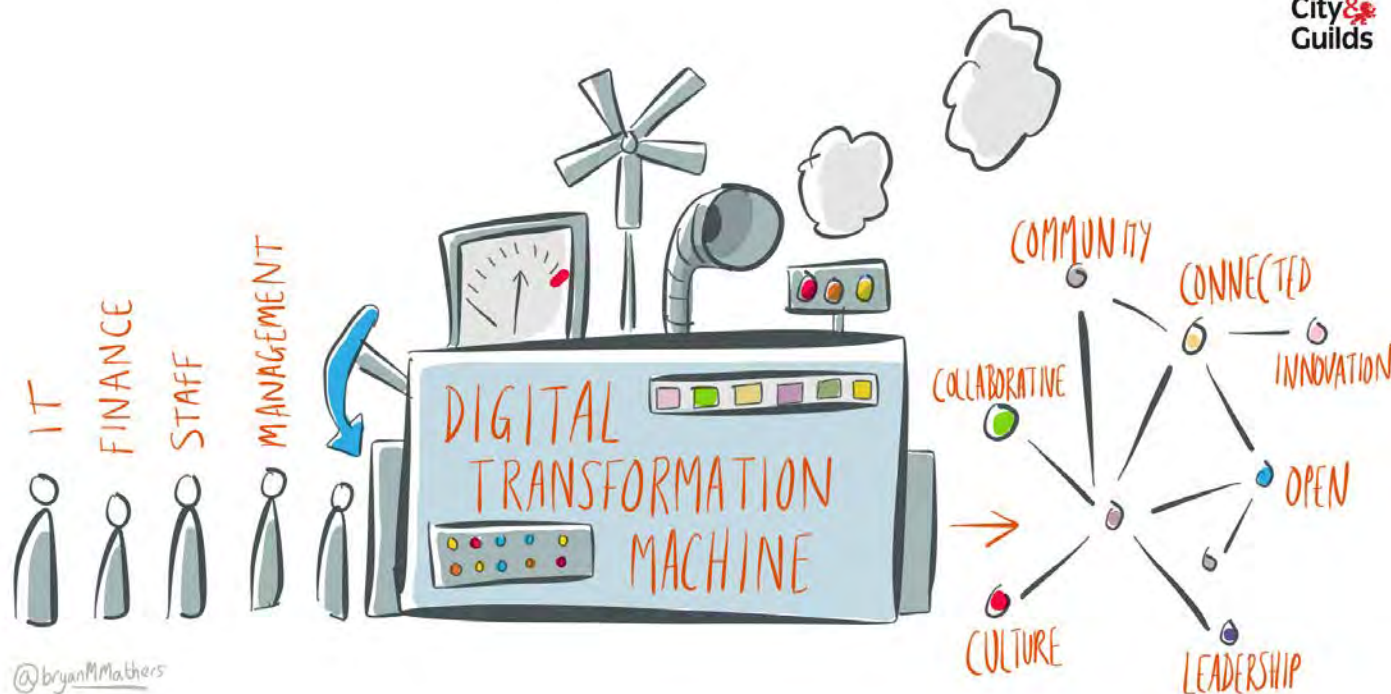 City&
Guilds
IT
FINANCE
STAFF
MANAGEMENT
DIGITAL
TRANSFORMATION
MACHINE
COMMUNITY
CONNECTED
INNOVATION
COLLABORATIVE
OPEN
CULTURE
LEADERSHIP
@bryanMMathers